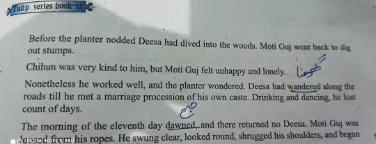 Tulip series book-
Before the planter nodded Deesa had dived into the woods. Moti Guj went back to dig
out stumps.
Chihun was very kind to him, but Moti Guj felt unhappy and lonely.
گھومنا
Nonetheless he worked well, and the planter wondered. Deesa had wandered along the
roads till he met a marriage procession of his own caste. Drinking and dancing, he lost
count of days.
The morning of the eleventh day dawned, and there returned no Deesa. Moti Guj was
loosed from his ropes. He swung clear, looked round, shrugged his shoulders, and began